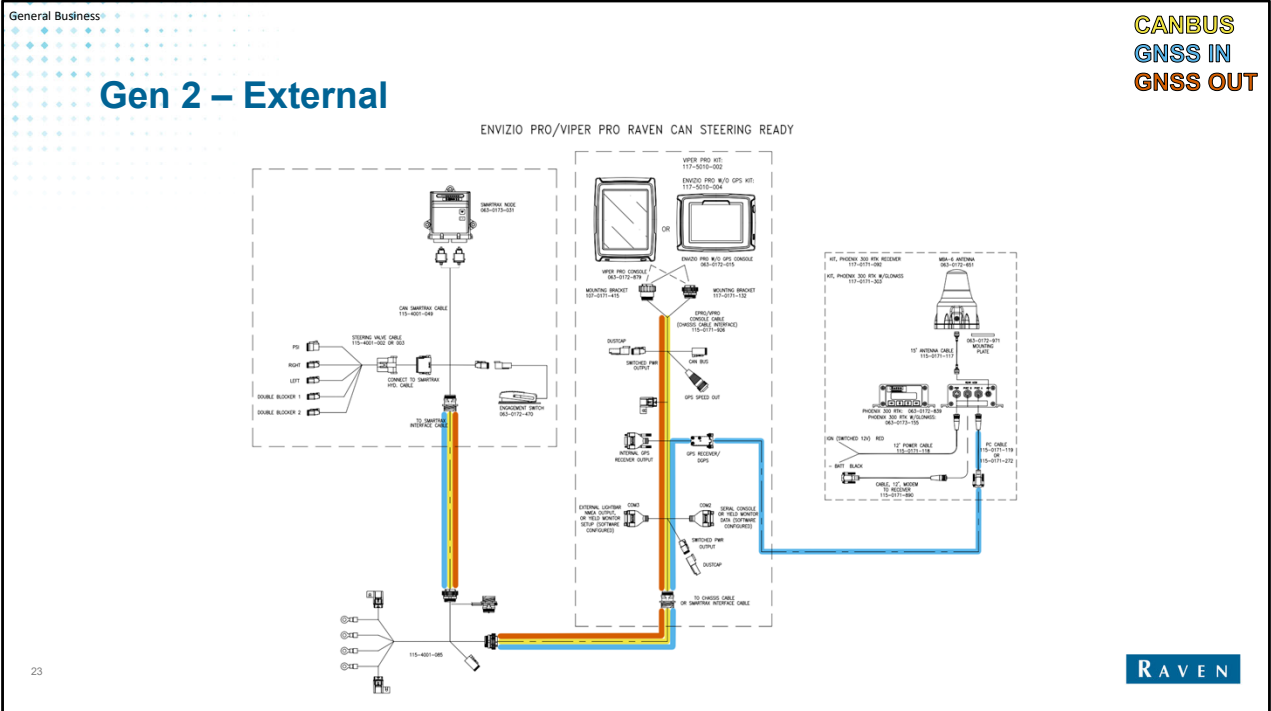 General Business
CANBUS
GNSS IN
GNSS OUT
Gen 2 – External
ENVIZIO PRO/VIPER PRO RAVEN CAN STEERING READY
SMARTRAX NODE
063-0173-031
CAN SMARTRAX CABLE
115-4001-049
STEERING VALVE CABLE
115-4001-002 OR 003
PSI
RIGHT
LEFT
DOUBLE BLOCKER 1
DOUBLE BLOCKER 2
CONNECT TO SMARTRAX
HYD. CABLE
ENGAGEMENT SWITCH
063-0172-470
TO SMARTRAX
INTERFACE CABLE
115-4001-085
VIPER PRO KIT:
117-5010-002
ENVIZIO PRO W/O GPS KIT:
117-5010-004
OR
VIPER PRO CONSOLE
063-0172-879
ENVIZIO PRO W/O GPS CONSOLE
063-0172-015
MOUNTING BRACKET
107-0171-415
MOUNTING BRACKET
117-0171-132
EPRO/VPRO
CONSOLE CABLE
(CHASSIS CABLE INTERFACE)
115-0171-926
DUSTCAP
SWITCHED PWR
OUTPUT
CAN BUS
GPS SPEED OUT
INTERNAL GPS
RECEIVER OUTPUT
GPS RECEIVER/
DGPS
EXTERNAL LIGHTBAR
NMEA OUTPUT,
OR YIELD MONITOR
SETUP (SOFTWARE
CONFIGURED)
COM3
COM2
SERIAL CONSOLE
OR YIELD MONITOR
DATA (SOFTWARE
CONFIGURED)
SWITCHED PWR
OUTPUT
DUSTCAP
TO CHASSIS CABLE
OR SMARTRAX INTERFACE CABLE
KIT, PHOENIX 300 RTK RECEIVER
117-0171-092
KIT, PHOENIX 300 RTK W/GLONASS
117-0171-303
MBA-6 ANTENNA
063-0172-651
063-0172-971
MOUNTING
PLATE
15' ANTENNA CABLE
115-0171-117
PHOENIX 300 RTK: 063-0172-839
PHOENIX 300 RTK W/GLONASS:
063-0173-155
IGN (SWITCHED 12V) RED
12' POWER CABLE
115-0171-118
- BATT BLACK
PC CABLE
115-0171-119
OR
115-0171-272
CABLE, 12", MODEM
TO RECEIVER
115-0171-890
23
RAVEN